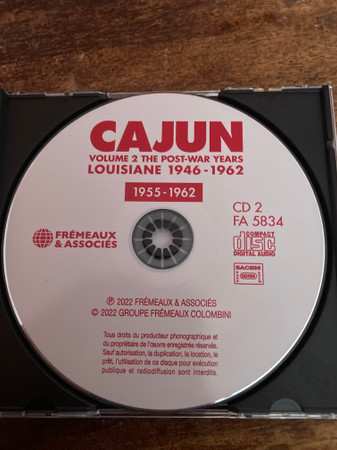 CAJUN
VOLUME 2 THE POST-WAR YEARS
LOUISIANE 1946-1962
1955-1962
CD 2
FA 5834
FRÉMEAUX
& ASSOCIÉS
COMPACT
disc
DIGITAL AUDIO
SACEM
℗ 2022 FRÉMEAUX & ASSOCIÉS
© 2022 GROUPE FRÉMEAUX COLOMBINI
Tous droits du producteur phonographique et
du propriétaire de l'œuvre enregistrée réservés.
Sauf autorisation, la duplication, la location, le
prêt, l'utilisation de ce disque pour exécution
publique et radiodiffusion sont interdits.